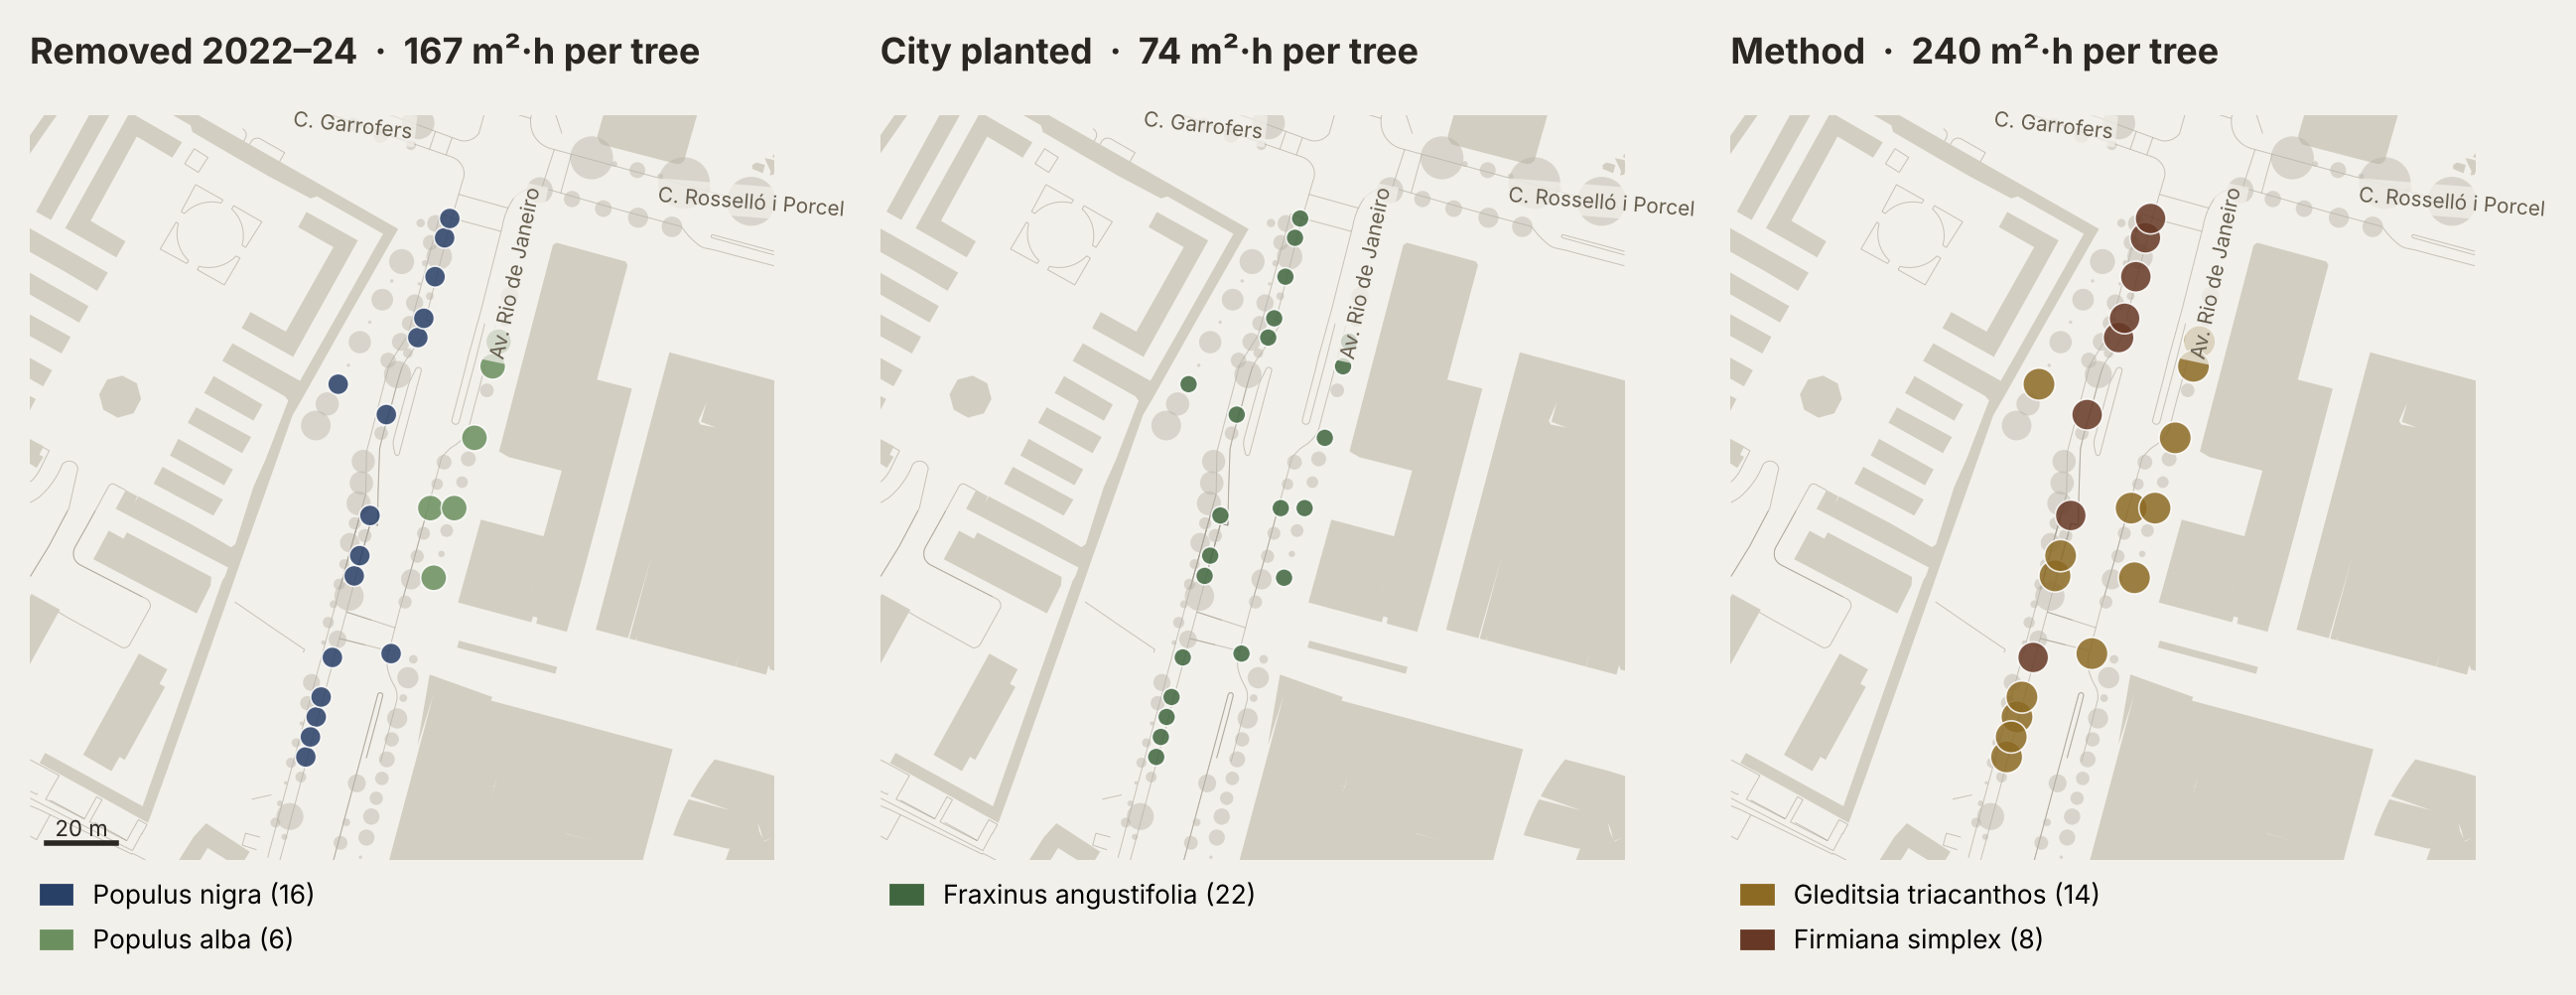 Removed 2022–24 · 167 m²·h per tree
C. Garrofers
C. Rosselló i Porcel
Av. Rio de Janeiro
20 m
Populus nigra (16)
Populus alba (6)
City planted · 74 m²·h per tree
C. Garrofers
C. Rosselló i Porcel
Av. Rio de Janeiro
Fraxinus angustifolia (22)
Method · 240 m²·h per tree
C. Garrofers
C. Rosselló i Porcel
Av. Rio de Janeiro
Gleditsia triacanthos (14)
Firmiana simplex (8)